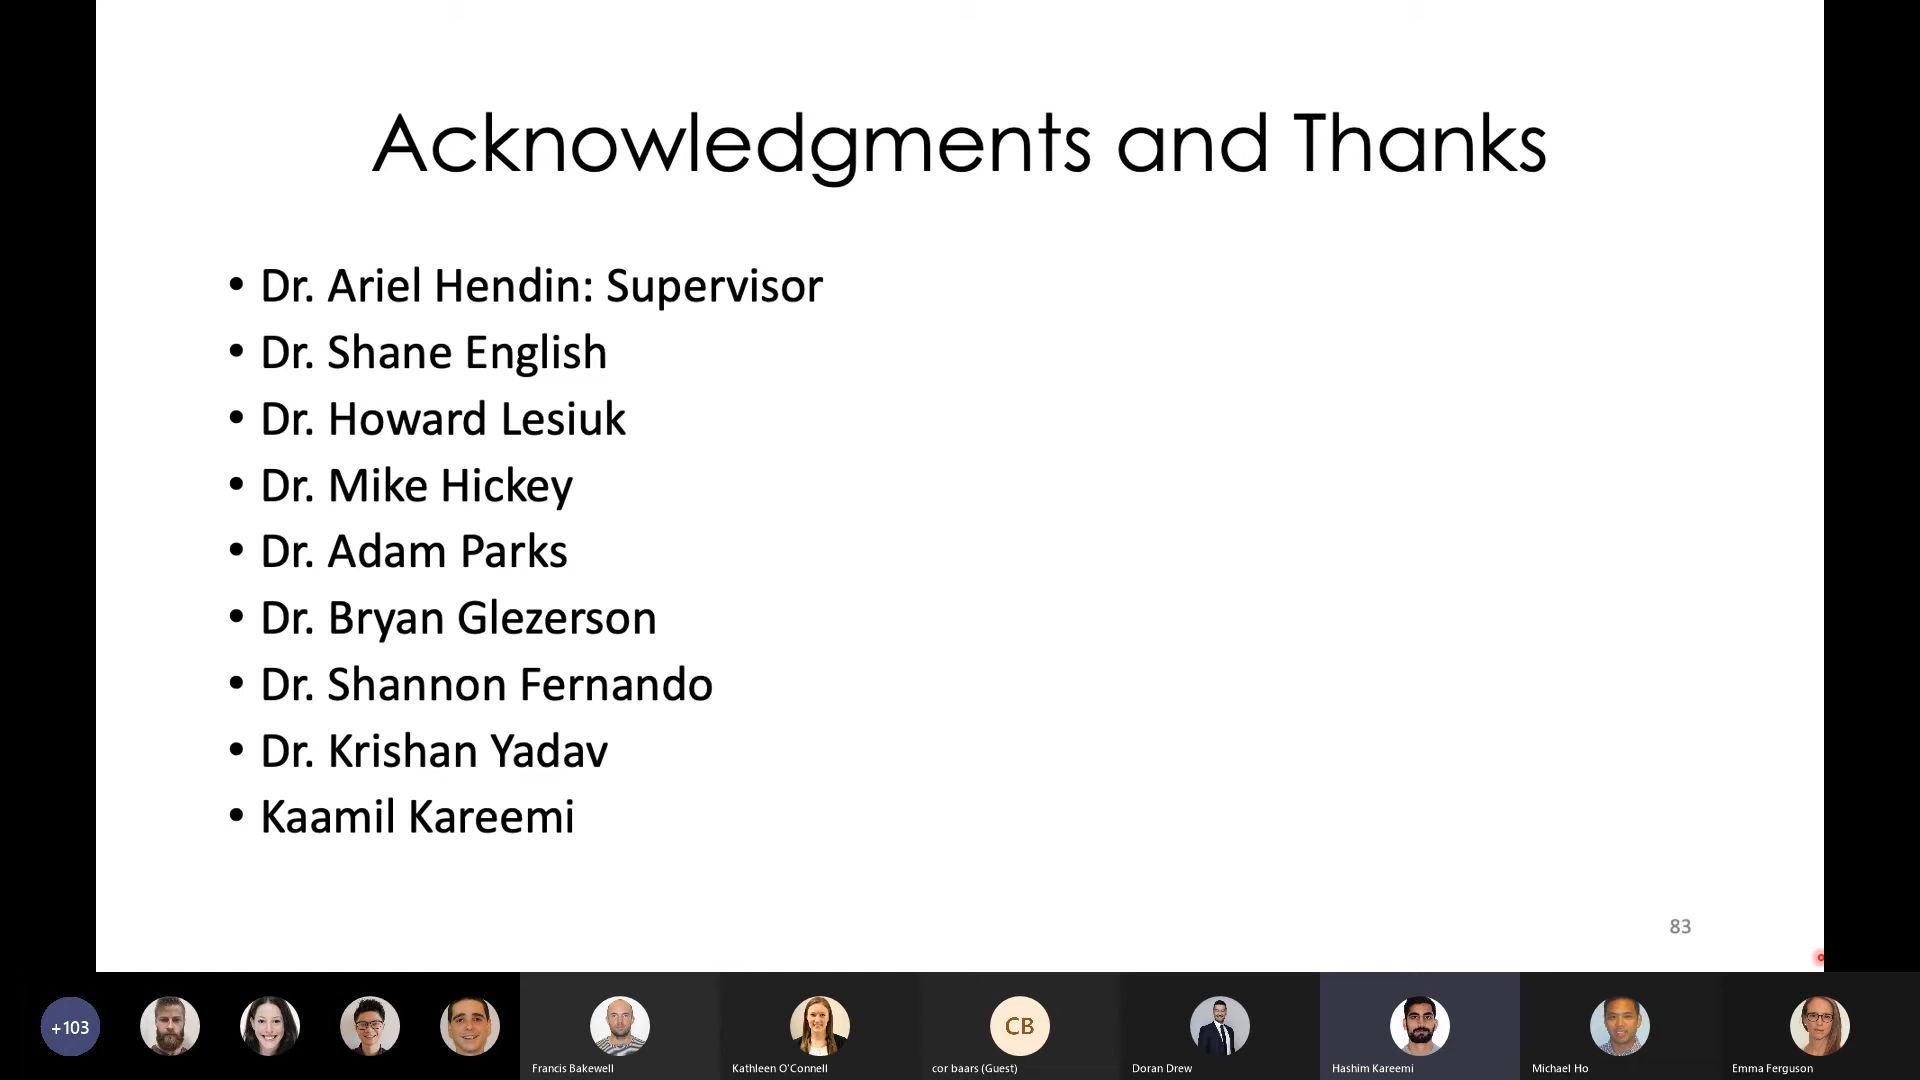 Acknowledgments and Thanks
• Dr. Ariel Hendin: Supervisor
• Dr. Shane English
• Dr. Howard Lesiuk
• Dr. Mike Hickey
• Dr. Adam Parks
• Dr. Bryan Glezerson
• Dr. Shannon Fernando
• Dr. Krishan Yadav
• Kaamil Kareemi
83
+103
CB
Francis Bakewell
Kathleen O'Connell
cor baars (Guest)
Doran Drew
Hashim Kareemi
Michael Ho
Emma Ferguson